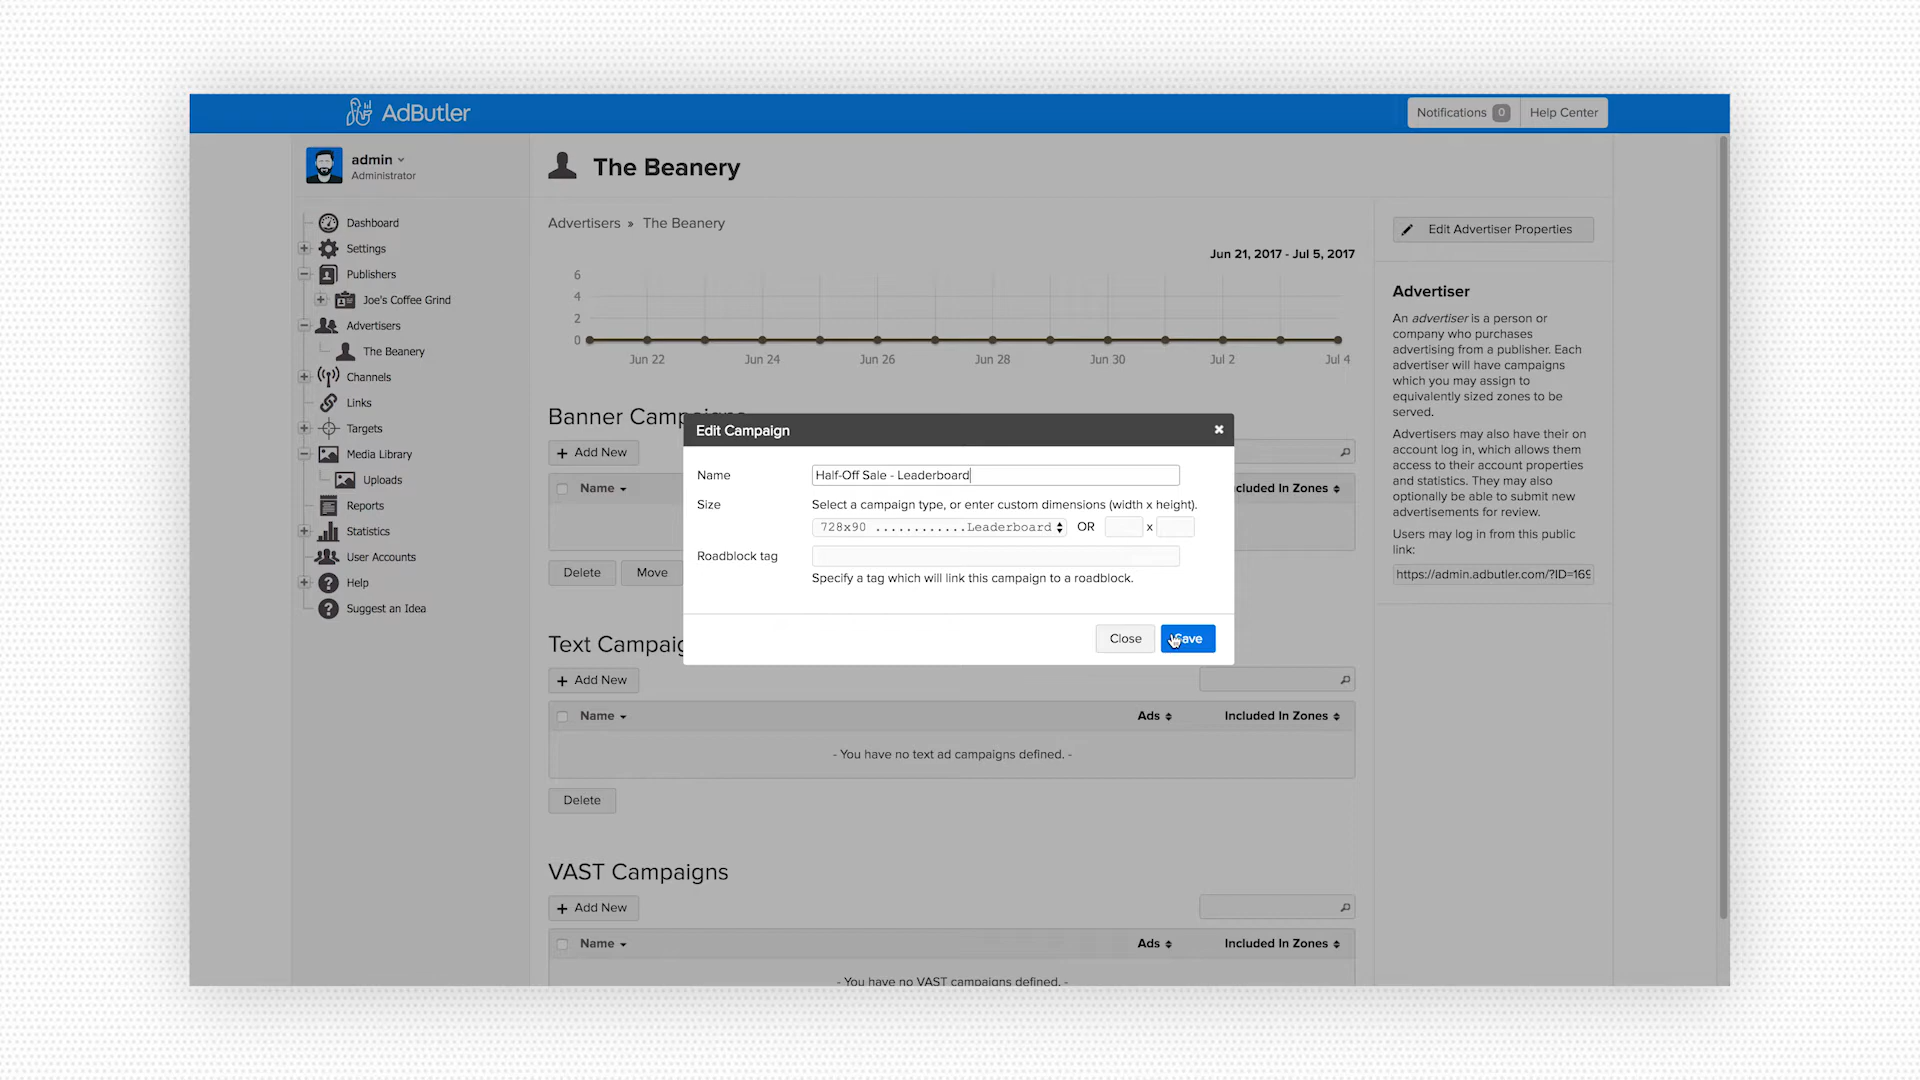 AdButler
Notifications 0 Help Center
admin
Administrator
The Beanery
Dashboard
Settings
Publishers
Joe's Coffee Grind
Advertisers
The Beanery
Channels
Links
Targets
Media Library
Uploads
Reports
Statistics
User Accounts
Help
Suggest an Idea
Advertisers » The Beanery
Jun 21, 2017 - Jul 5, 2017
6
4
2
0
Jun 22 Jun 24 Jun 26 Jun 28 Jun 30 Jul 2 Jul 4
Banner Campaigns
+ Add New
Name cluded In Zones
Delete Move
Edit Campaign
Name Half-Off Sale - Leaderboard
Size Select a campaign type, or enter custom dimensions (width x height).
728x90 ............Leaderboard OR x
Roadblock tag
Specify a tag which will link this campaign to a roadblock.
Close Save
Text Campaig
+ Add New
Name Ads Included In Zones
- You have no text ad campaigns defined. -
Delete
VAST Campaigns
+ Add New
Name Ads Included In Zones
- You have no VAST campaigns defined. -
Edit Advertiser Properties
Advertiser
An advertiser is a person or
company who purchases
advertising from a publisher. Each
advertiser will have campaigns
which you may assign to
equivalently sized zones to be
served.
Advertisers may also have their on
account log in, which allows them
access to their account properties
and statistics. They may also
optionally be able to submit new
advertisements for review.
Users may log in from this public
link:
https://admin.adbutler.com/?ID=169